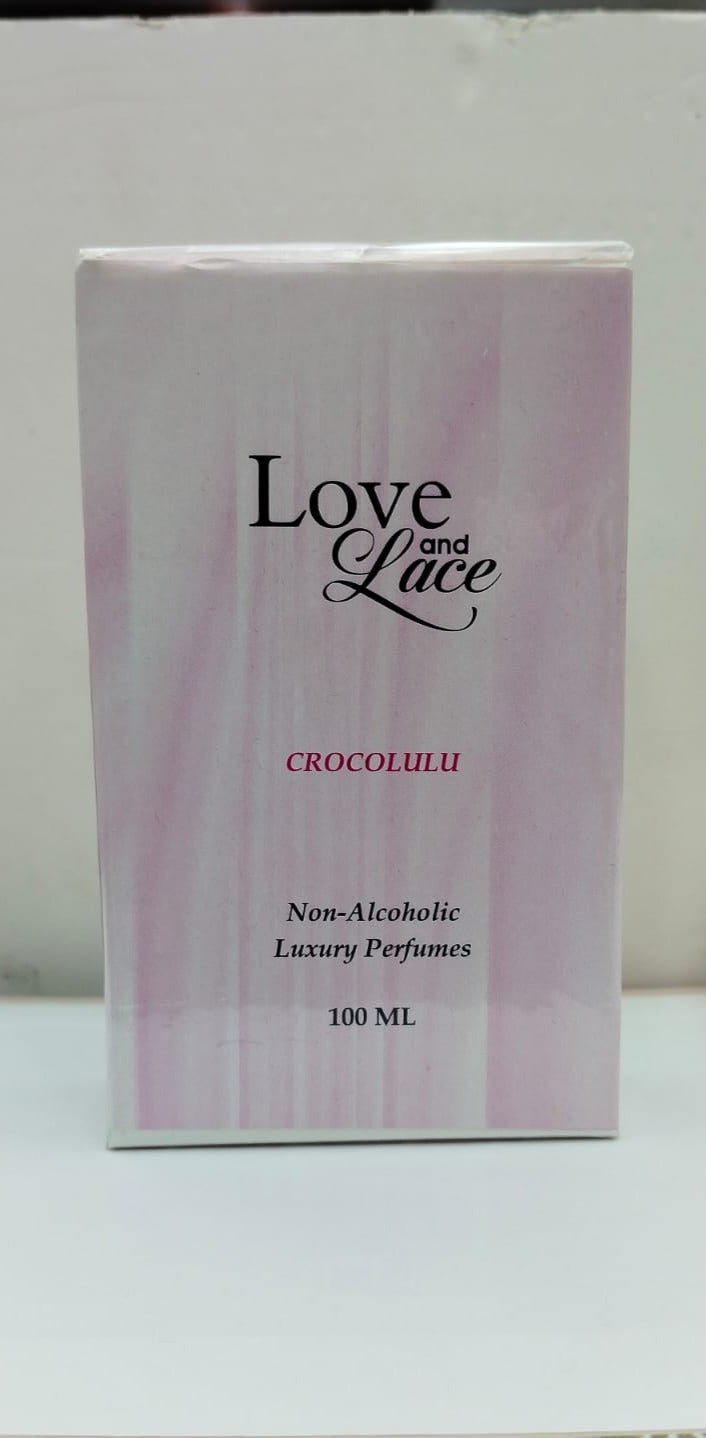 Love
and
Lace
CROCOLULU
Non-Alcoholic
Luxury Perfumes
100 ML